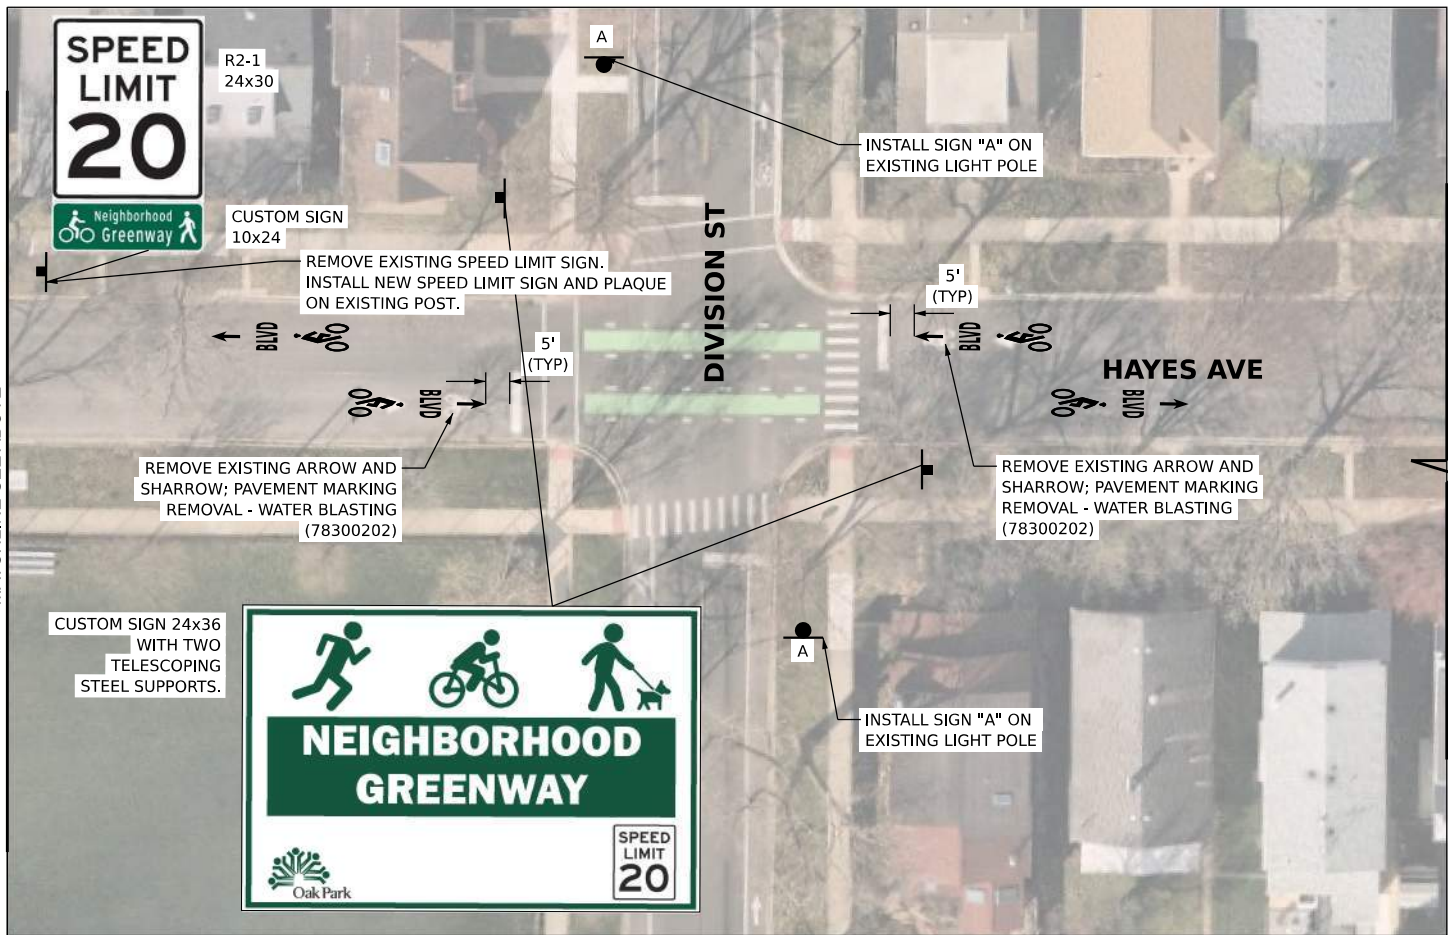 SPEED
LIMIT
20
R2-1
24x30
Neighborhood
Greenway
CUSTOM SIGN
10x24
REMOVE EXISTING SPEED LIMIT SIGN.
INSTALL NEW SPEED LIMIT SIGN AND PLAQUE
ON EXISTING POST.
A
INSTALL SIGN "A" ON
EXISTING LIGHT POLE
DIVISION ST
5'
(TYP)
5'
(TYP)
BLVD
BLVD
BLVD
BLVD
HAYES AVE
REMOVE EXISTING ARROW AND
SHARROW; PAVEMENT MARKING
REMOVAL - WATER BLASTING
(78300202)
REMOVE EXISTING ARROW AND
SHARROW; PAVEMENT MARKING
REMOVAL - WATER BLASTING
(78300202)
CUSTOM SIGN 24x36
WITH TWO
TELESCOPING
STEEL SUPPORTS.
NEIGHBORHOOD
GREENWAY
Oak Park
SPEED
LIMIT
20
A
INSTALL SIGN "A" ON
EXISTING LIGHT POLE